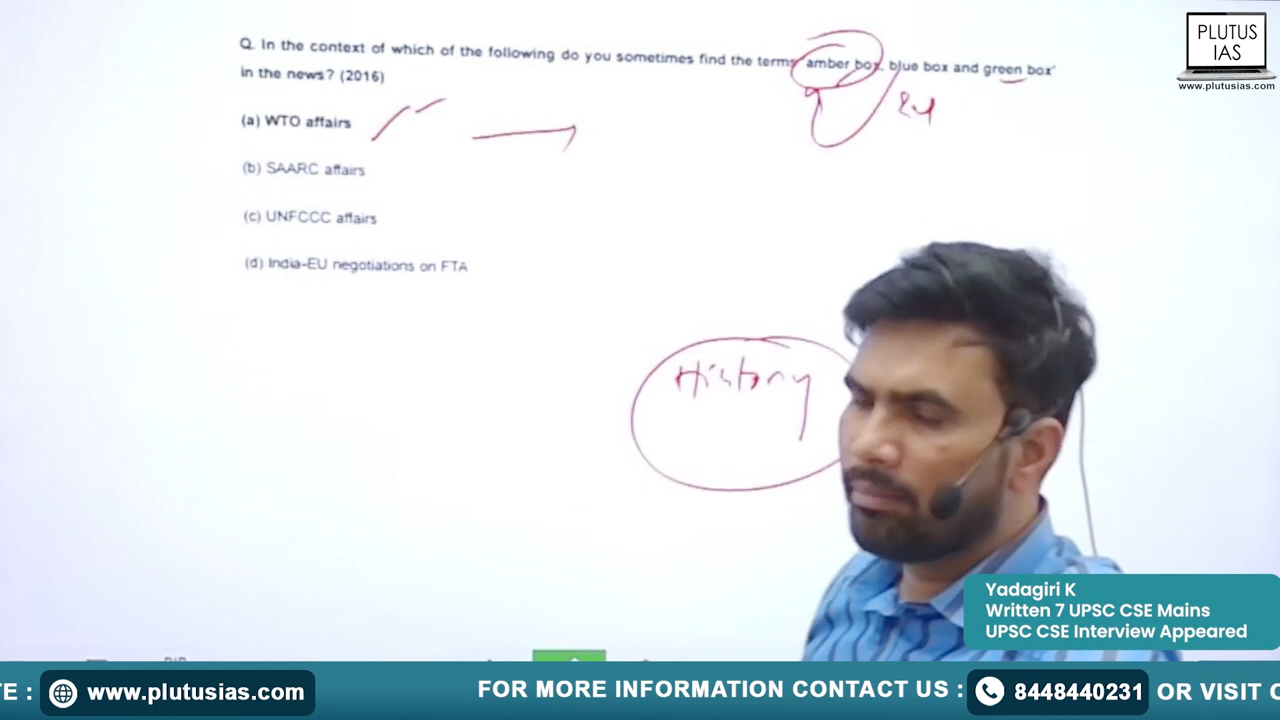 PLUTUS
IAS
www.plutusias.com
Q. In the context of which of the following do you sometimes find the terms 'amber box, blue box and green box'
in the news? (2016)
(a) WTO affairs
(b) SAARC affairs
(c) UNFCCC affairs
(d) India-EU negotiations on FTA
History
Yadagiri K
Written 7 UPSC CSE Mains
UPSC CSE Interview Appeared
TE : www.plutusias.com FOR MORE INFORMATION CONTACT US : 8448440231 OR VISIT